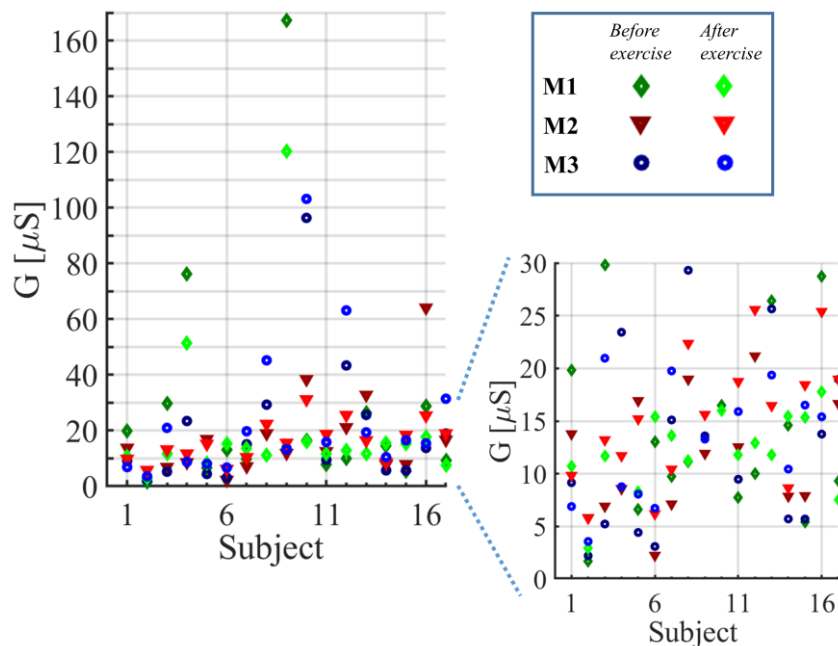 160
140
120
100
80
60
40
20
0
G [μS]
1 6 11 16
Subject
Before After
exercise exercise
M1
M2
M3
30
25
20
15
10
5
0
G [μS]
1 6 11 16
Subject